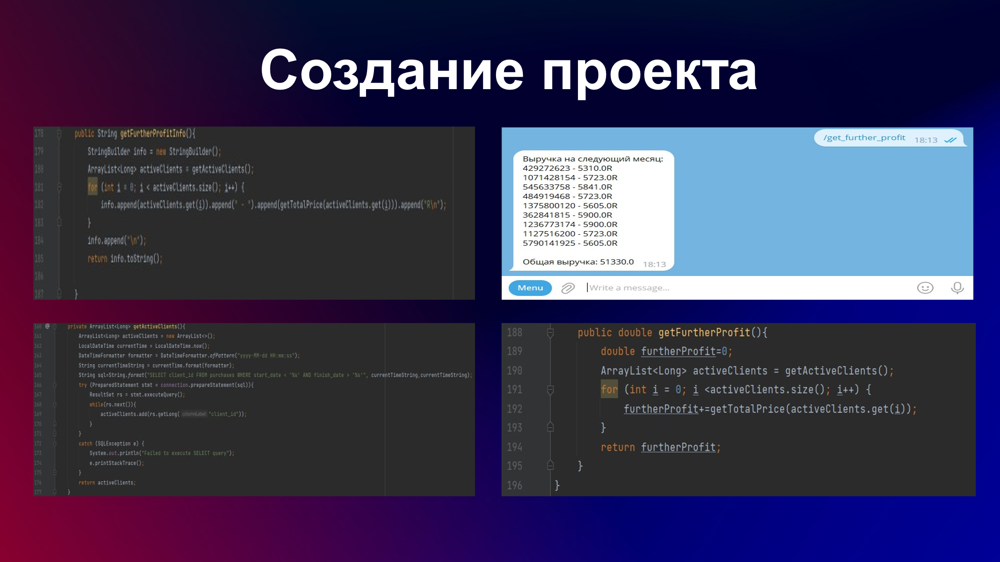 Создание проекта
178 public String getFurtherProfitInfo(){
179 StringBuilder info = new StringBuilder();
180 ArrayList<Long> activeClients = getActiveClients();
181 for (int i = 0; i < activeClients.size(); i++) {
182 info.append(activeClients.get(i)).append(" - ").append(getTotalPrice(activeClients.get(i))).append("R\n");
183 }
184 info.append("\n");
185 return info.toString();
186
187 }
/get_further_profit 18:13
Выручка на следующий месяц:
429272623 - 5310.0R
1071428154 - 5723.0R
545633758 - 5841.0R
484919468 - 5723.0R
1375800120 - 5605.0R
362841815 - 5900.0R
1236773174 - 5900.0R
1127516200 - 5723.0R
5790141925 - 5605.0R
Общая выручка: 51330.0 18:13
Menu Write a message...
160 @ private ArrayList<Long> getActiveClients(){
161 ArrayList<Long> activeClients = new ArrayList<>();
162 LocalDateTime currentTime = LocalDateTime.now();
163 DateTimeFormatter formatter = DateTimeFormatter.ofPattern("yyyy-MM-dd HH:mm:ss");
164 String currentTimeString = currentTime.format(formatter);
165 String sql=String.format("SELECT client_id FROM purchases WHERE start_date < '%s' AND finish_date > '%s'", currentTimeString,currentTimeString);
166 try (PreparedStatement stmt = connection.prepareStatement(sql)){
167 ResultSet rs = stmt.executeQuery();
168 while(rs.next()){
169 activeClients.add(rs.getLong( columnLabel: "client_id"));
170 }
171 }
172 catch (SQLException e) {
173 System.out.println("Failed to execute SELECT query");
174 e.printStackTrace();
175 }
176 return activeClients;
177 }
188 public double getFurtherProfit(){
189 double furtherProfit=0;
190 ArrayList<Long> activeClients = getActiveClients();
191 for (int i = 0; i <activeClients.size(); i++) {
192 furtherProfit+=getTotalPrice(activeClients.get(i));
193 }
194 return furtherProfit;
195 }
196 }